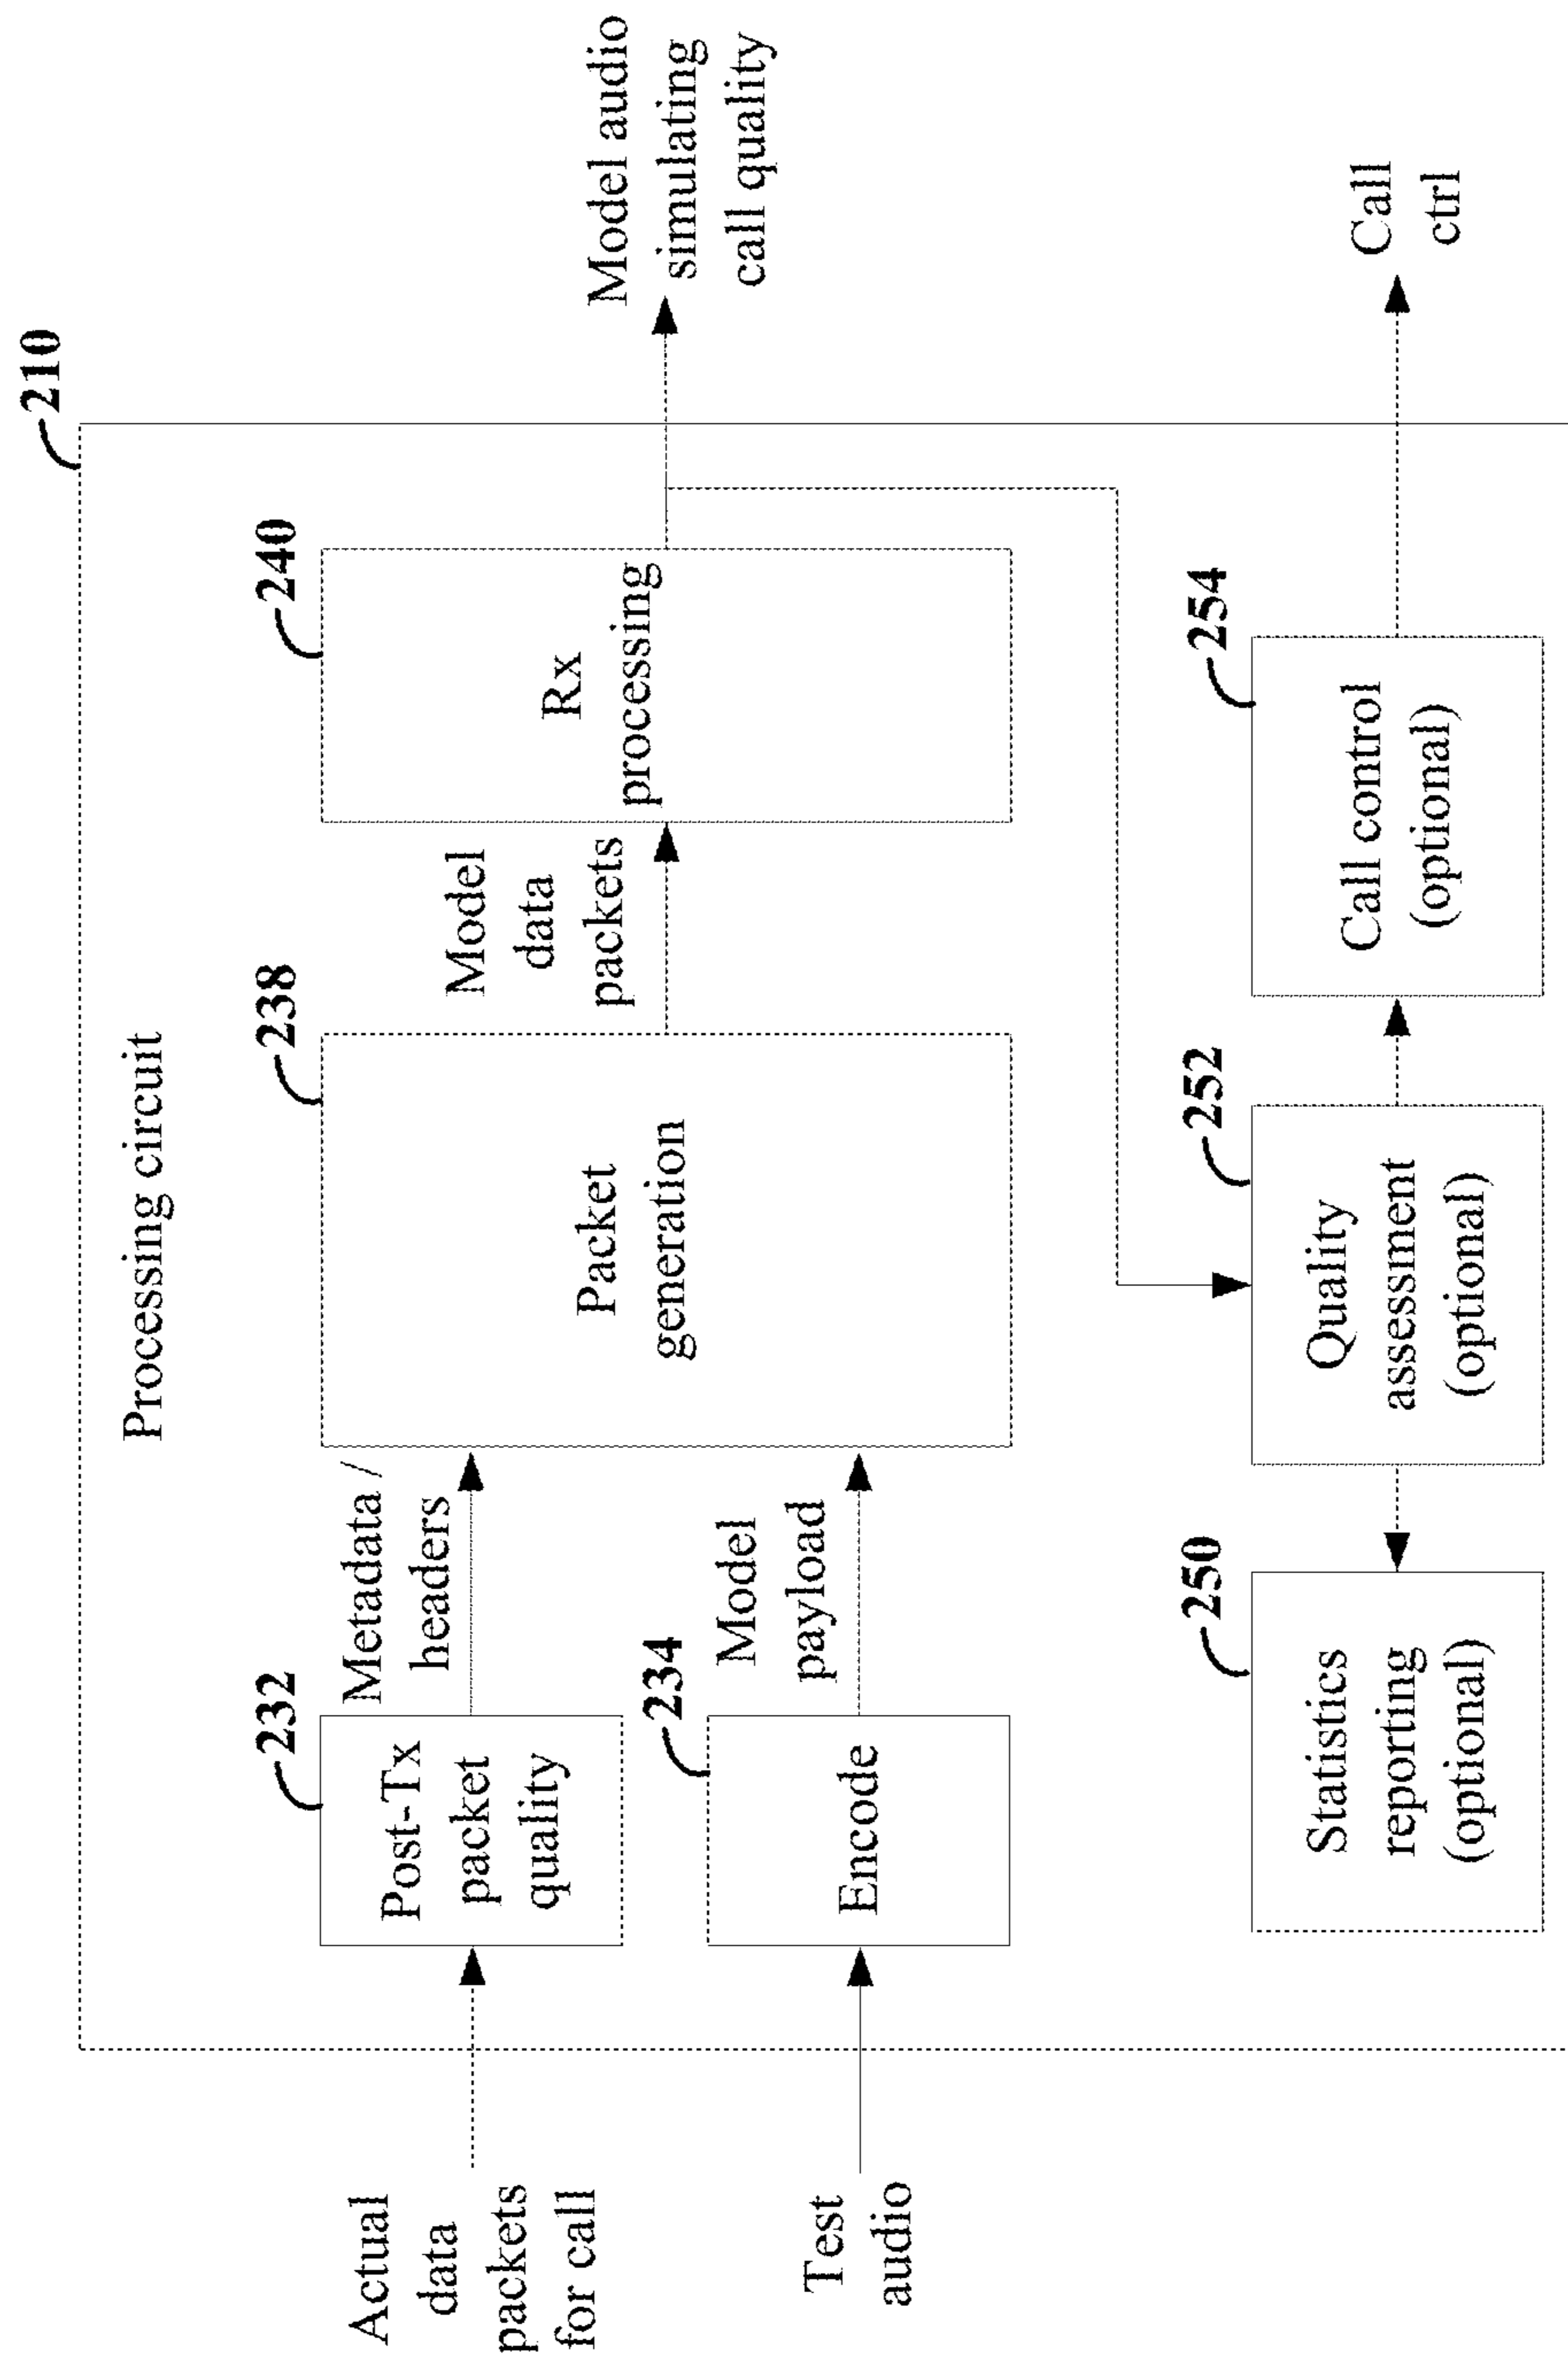 210
Processing circuit
232
238
240
Actual
data
packets
for call
Post-Tx
packet
quality
Metadata /
headers
Packet
generation
Model
data
packets
Rx
processing
Model audio
simulating
call quality
234
Test
audio
Encode
Model
payload
250
252
254
Statistics
reporting
(optional)
Quality
assessment
(optional)
Call control
(optional)
Call
ctrl